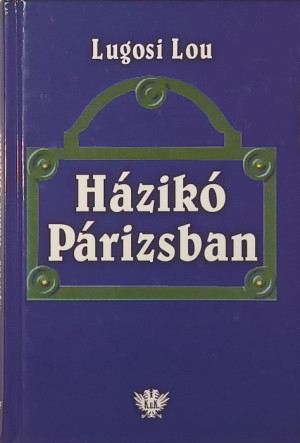 Lugosi Lou
Házikó
Párizsban
K.u.K.